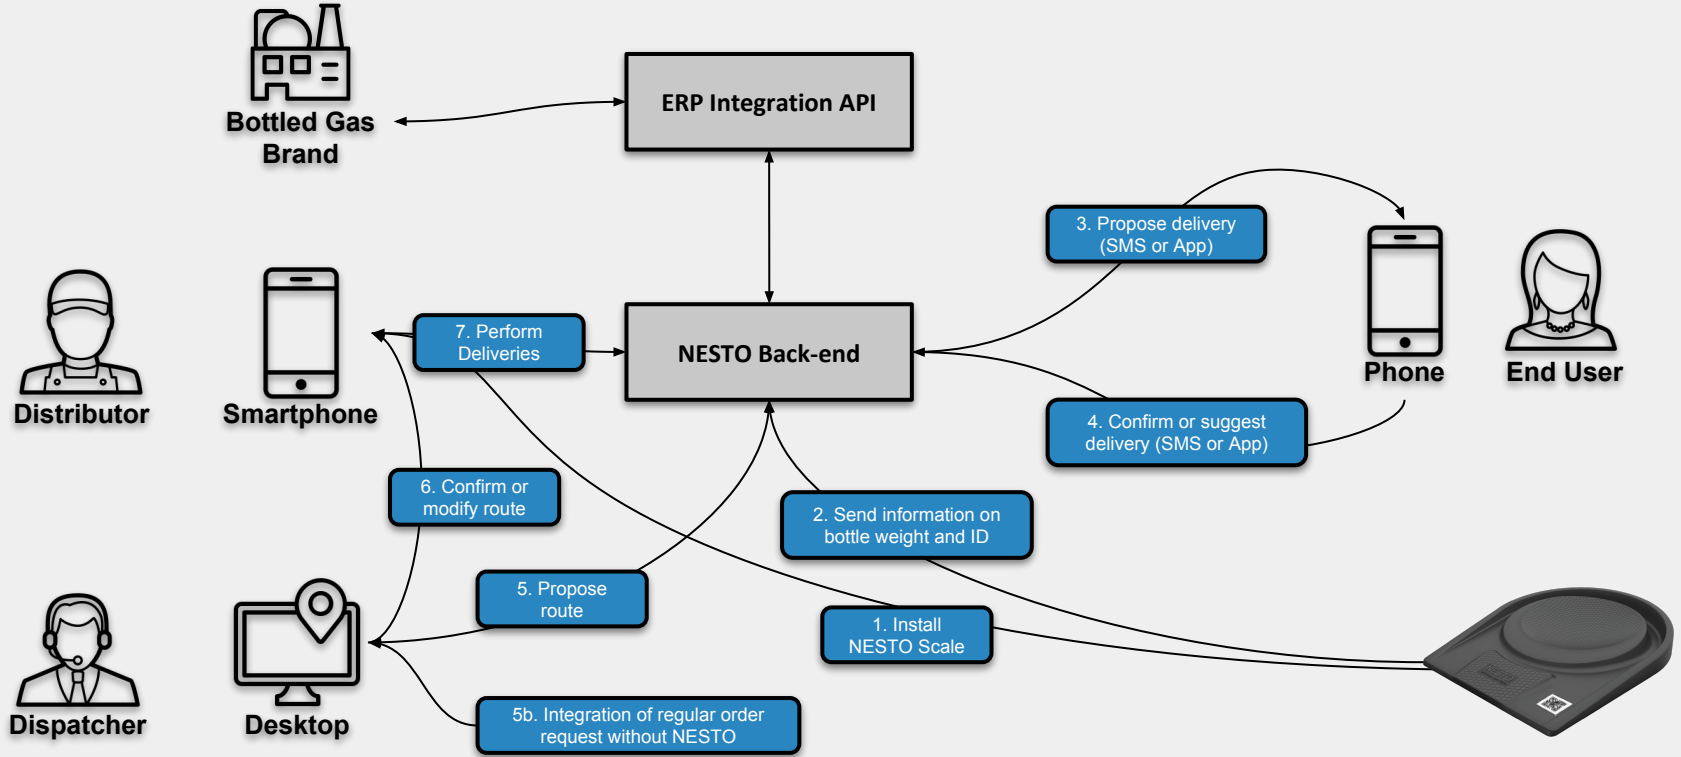 Bottled Gas
Brand
ERP Integration API
3. Propose delivery
(SMS or App)
7. Perform
Deliveries
NESTO Back-end
Distributor
Smartphone
Phone
End User
4. Confirm or suggest
delivery (SMS or App)
6. Confirm or
modify route
2. Send information on
bottle weight and ID
5. Propose
route
1. Install
NESTO Scale
Dispatcher
Desktop
5b. Integration of regular order
request without NESTO